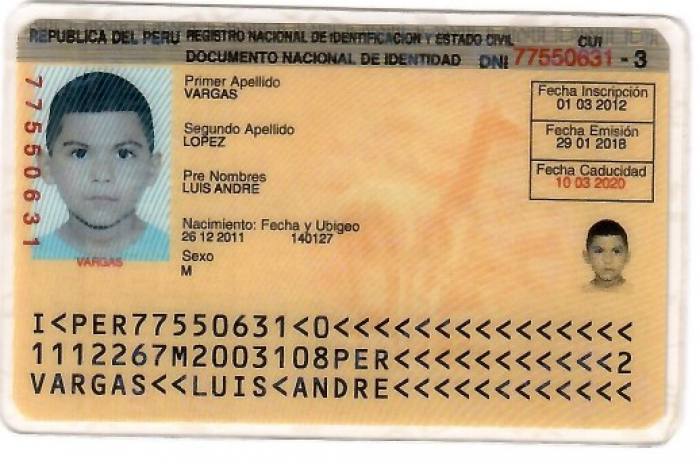 REPUBLICA DEL PERU REGISTRO NACIONAL DE IDENTIFICACION Y ESTADO CIVIL CUI
DOCUMENTO NACIONAL DE IDENTIDAD DNI 77550631 - 3
77550631
Primer Apellido
VARGAS
Segundo Apellido
LOPEZ
Pre Nombres
LUIS ANDRE
Nacimiento: Fecha y Ubigeo
26 12 2011 140127
Sexo
M
VARGAS
Fecha Inscripción
01 03 2012
Fecha Emisión
29 01 2018
Fecha Caducidad
10 03 2020
I<PER77550631<0<<<<<<<<<<<<<<<
1112267M2003108PER<<<<<<<<<<<2
VARGAS<<LUIS<ANDRE<<<<<<<<<<<<